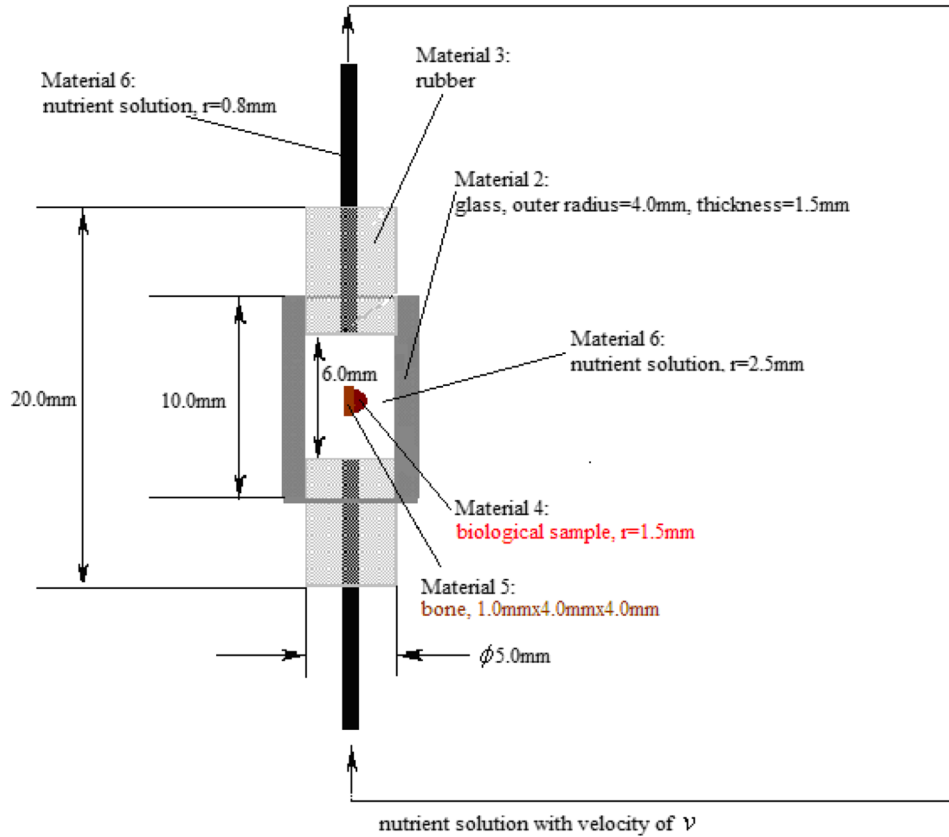 Material 3:
rubber
Material 6:
nutrient solution, r=0.8mm
Material 2:
glass, outer radius=4.0mm, thickness=1.5mm
Material 6:
nutrient solution, r=2.5mm
6.0mm
20.0mm
10.0mm
Material 4:
biological sample, r=1.5mm
Material 5:
bone, 1.0mmx4.0mmx4.0mm
ϕ5.0mm
nutrient solution with velocity of ν